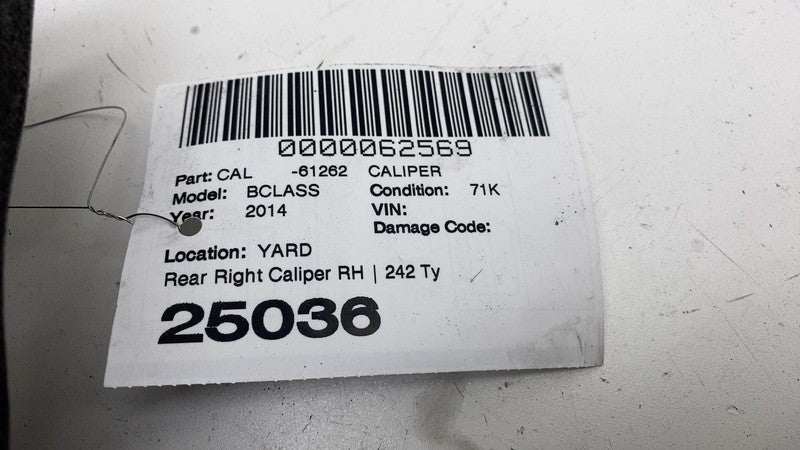 0000062569
Part: CAL -61262 CALIPER
Model: BCLASS Condition: 71K
Year: 2014 VIN:
Damage Code:
Location: YARD
Rear Right Caliper RH | 242 Ty
25036